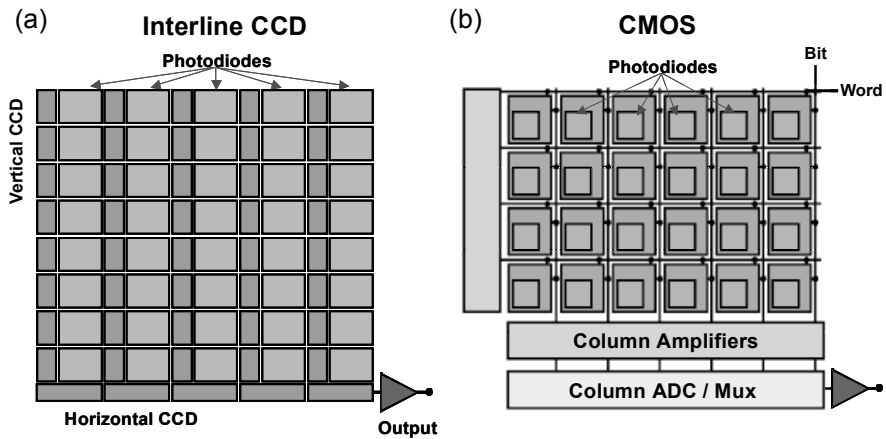 (a)
Interline CCD
Photodiodes
Vertical CCD
Horizontal CCD
Output
(b)
CMOS
Photodiodes
Bit
Word
Column Amplifiers
Column ADC / Mux